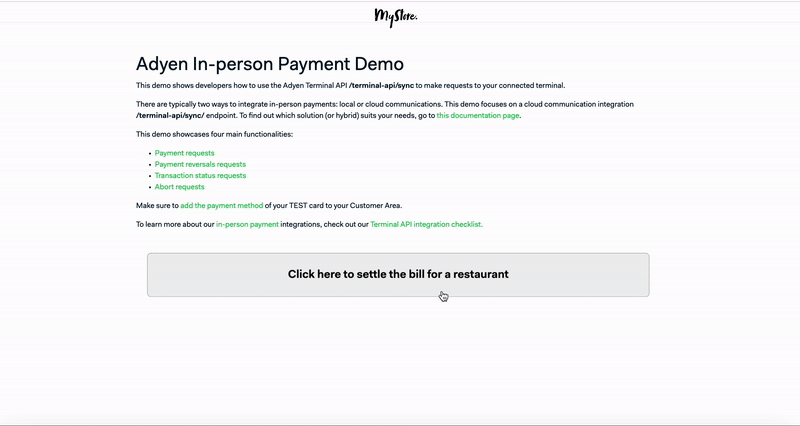 MyStore.
Adyen In-person Payment Demo
This demo shows developers how to use the Adyen Terminal API /terminal-api/sync to make requests to your connected terminal.
There are typically two ways to integrate in-person payments: local or cloud communications. This demo focuses on a cloud communication integration
/terminal-api/sync/ endpoint. To find out which solution (or hybrid) suits your needs, go to this documentation page.
This demo showcases four main functionalities:
• Payment requests
• Payment reversals requests
• Transaction status requests
• Abort requests
Make sure to add the payment method of your TEST card to your Customer Area.
To learn more about our in-person payment integrations, check out our Terminal API integration checklist.
Click here to settle the bill for a restaurant